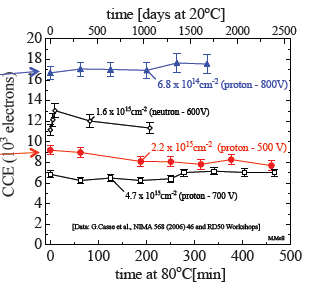 time [days at 20°C]
0 500 1000 1500 2000 2500
20
18
16
14
12
10
8
6
4
2
0
CCE (10³ electrons)
6.8 x 10¹⁴cm⁻² (proton - 800V)
1.6 x 10¹⁵cm⁻² (neutron - 600V)
2.2 x 10¹⁵cm⁻² (proton - 500 V)
4.7 x 10¹⁵cm⁻² (proton - 700 V)
[Data: G.Casse et al., NIMA 568 (2006) 46 and RD50 Workshops]
M.Moll
0 100 200 300 400 500
time at 80°C[min]